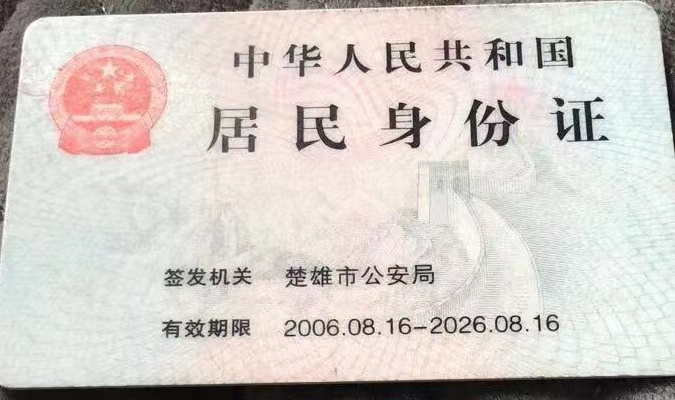 中华人民共和国
居民身份证
签发机关 楚雄市公安局
有效期限 2006.08.16-2026.08.16